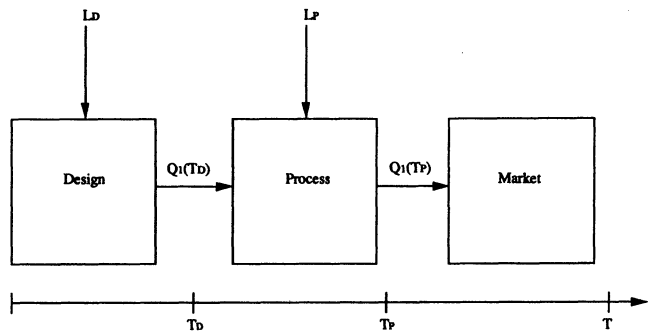 LD LP
Design Q1(TD) Process Q1(TP) Market
TD TP T